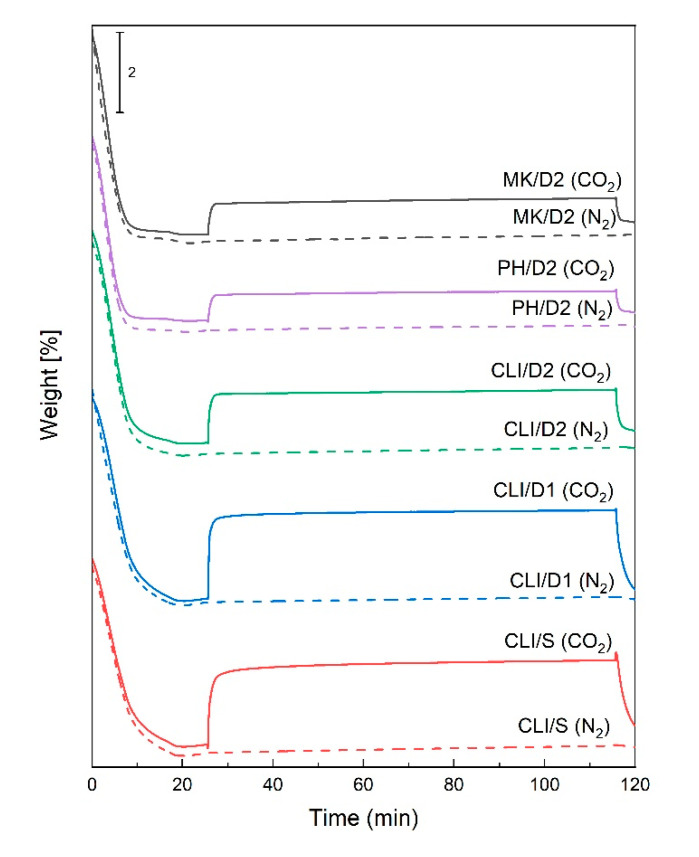 2
MK/D2 (CO₂)
MK/D2 (N₂)
PH/D2 (CO₂)
PH/D2 (N₂)
CLI/D2 (CO₂)
CLI/D2 (N₂)
CLI/D1 (CO₂)
CLI/D1 (N₂)
CLI/S (CO₂)
CLI/S (N₂)
Weight [%]
0 20 40 60 80 100 120
Time (min)